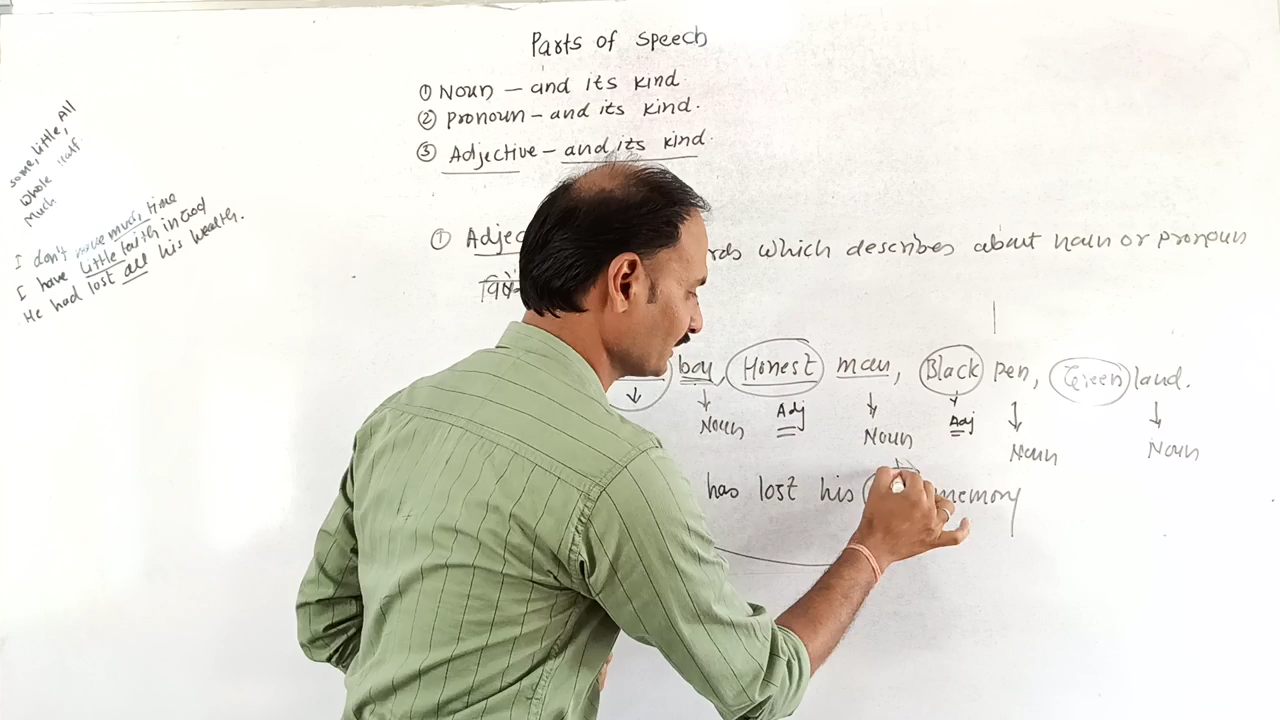 Parts of speech
① Noun – and its kind
② Pronoun – and its kind.
③ Adjective – and its kind.
some, little, All
Whole half
Much
I don't have much time
I have little faith in God
He had lost all his wealth.
① which describes about noun or pronoun
boy, Honest man, Black pen, Green land.
Noun Adj Noun Adj Noun Noun
has lost his memory